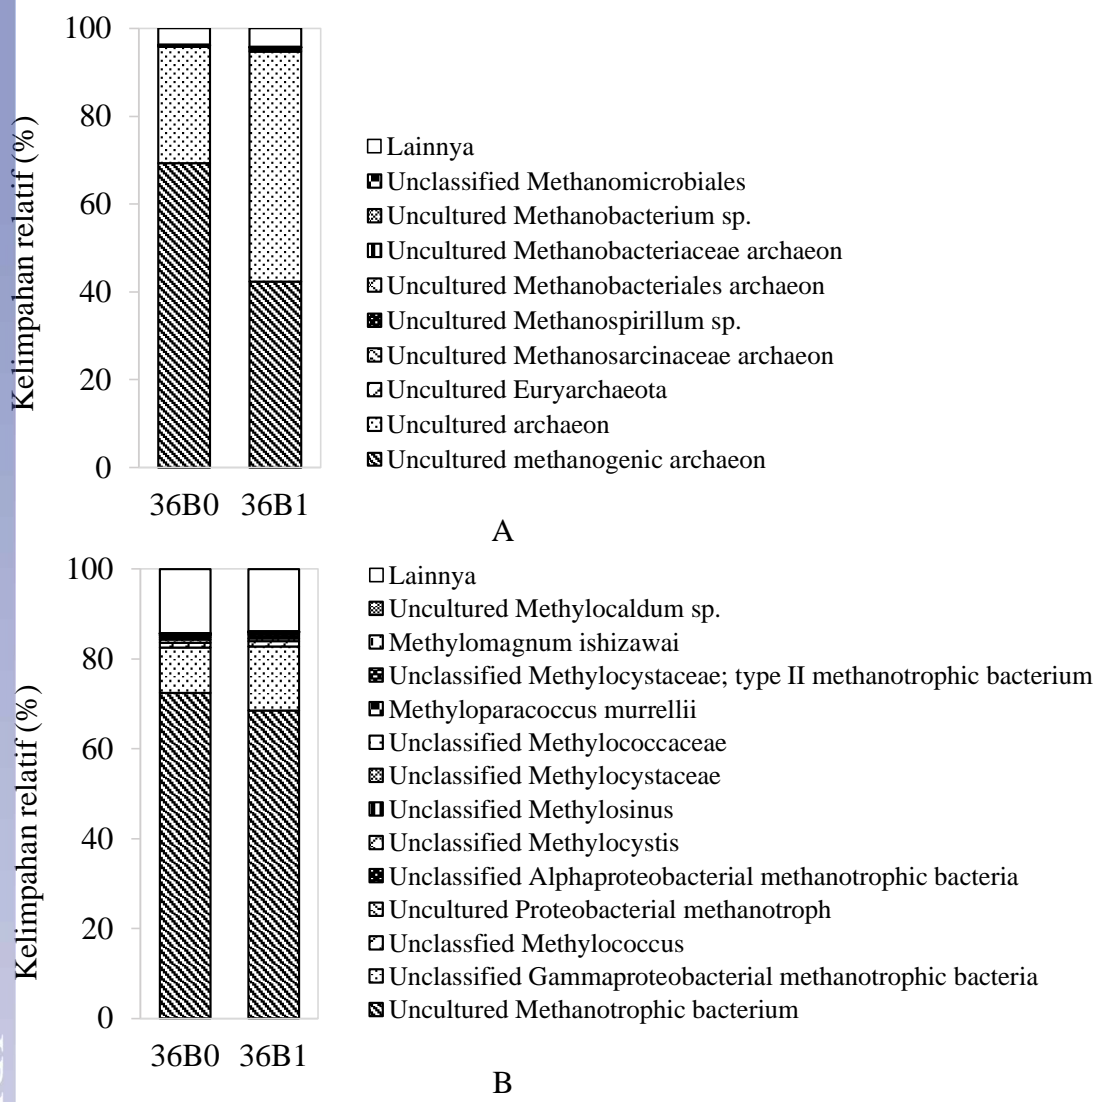 100
80
60
40
20
0
Kelimpahan relatif (%)
36B0 36B1
Lainnya
Unclassified Methanomicrobiales
Uncultured Methanobacterium sp.
Uncultured Methanobacteriaceae archaeon
Uncultured Methanobacteriales archaeon
Uncultured Methanospirillum sp.
Uncultured Methanosarcinaceae archaeon
Uncultured Euryarchaeota
Uncultured archaeon
Uncultured methanogenic archaeon
A
100
80
60
40
20
0
Kelimpahan relatif (%)
36B0 36B1
Lainnya
Uncultured Methylocaldum sp.
Methylomagnum ishizawai
Unclassified Methylocystaceae; type II methanotrophic bacterium
Methyloparacoccus murrellii
Unclassified Methylococcaceae
Unclassified Methylocystaceae
Unclassified Methylosinus
Unclassified Methylocystis
Unclassified Alphaproteobacterial methanotrophic bacteria
Uncultured Proteobacterial methanotroph
Unclassfied Methylococcus
Unclassified Gammaproteobacterial methanotrophic bacteria
Uncultured Methanotrophic bacterium
B